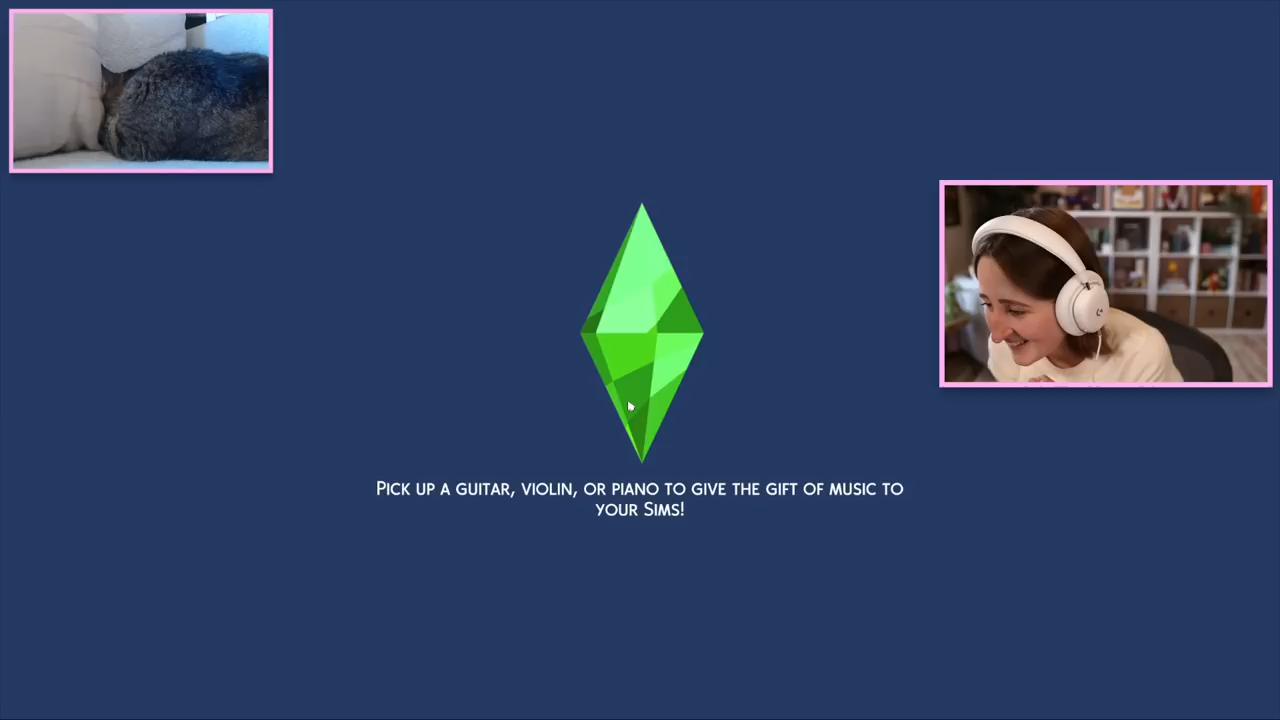 Pick up a guitar, violin, or piano to give the gift of music to
your Sims!